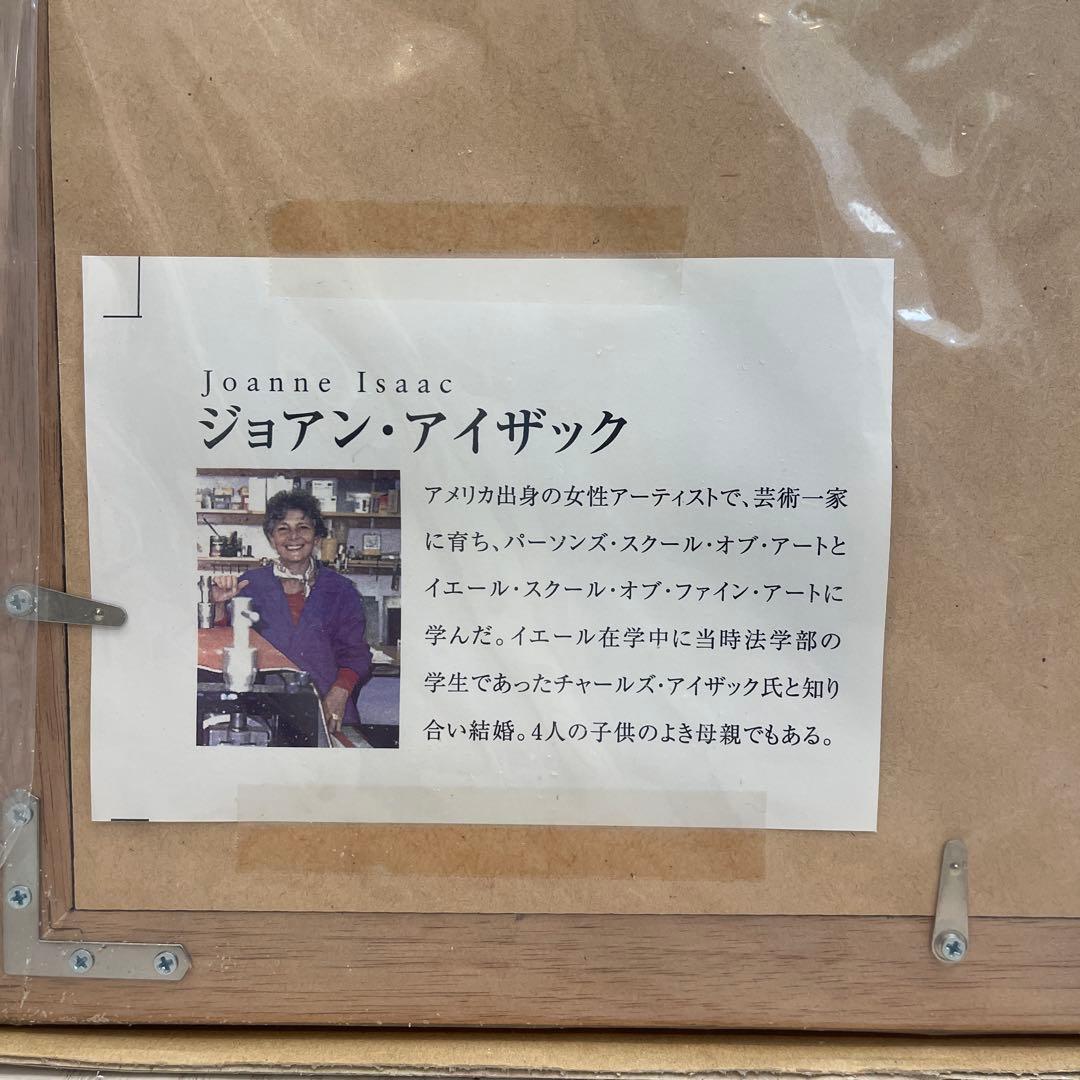 Joanne Isaac
ジョアン・アイザック
アメリカ出身の女性アーティストで、芸術一家
に育ち、パーソンズ・スクール・オブ・アートと
イエール・スクール・オブ・ファイン・アートに
学んだ。イエール在学中に当時法学部の
学生であったチャールズ・アイザック氏と知り
合い結婚。4人の子供のよき母親でもある。